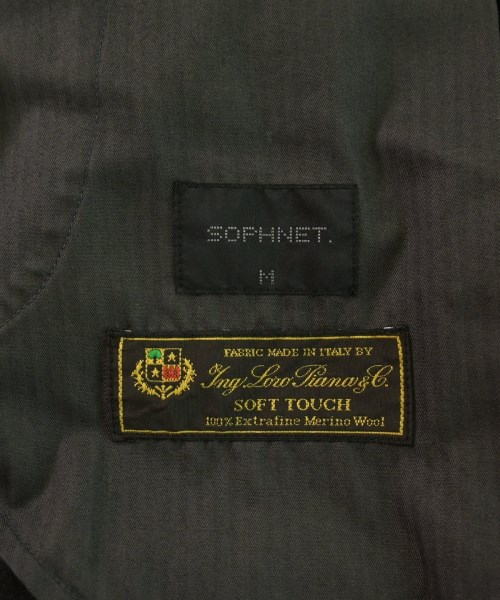 SOPHNET.
M
FABRIC MADE IN ITALY BY
Ing. Loro Piana & C.
SOFT TOUCH
100% Extrafine Merino Wool